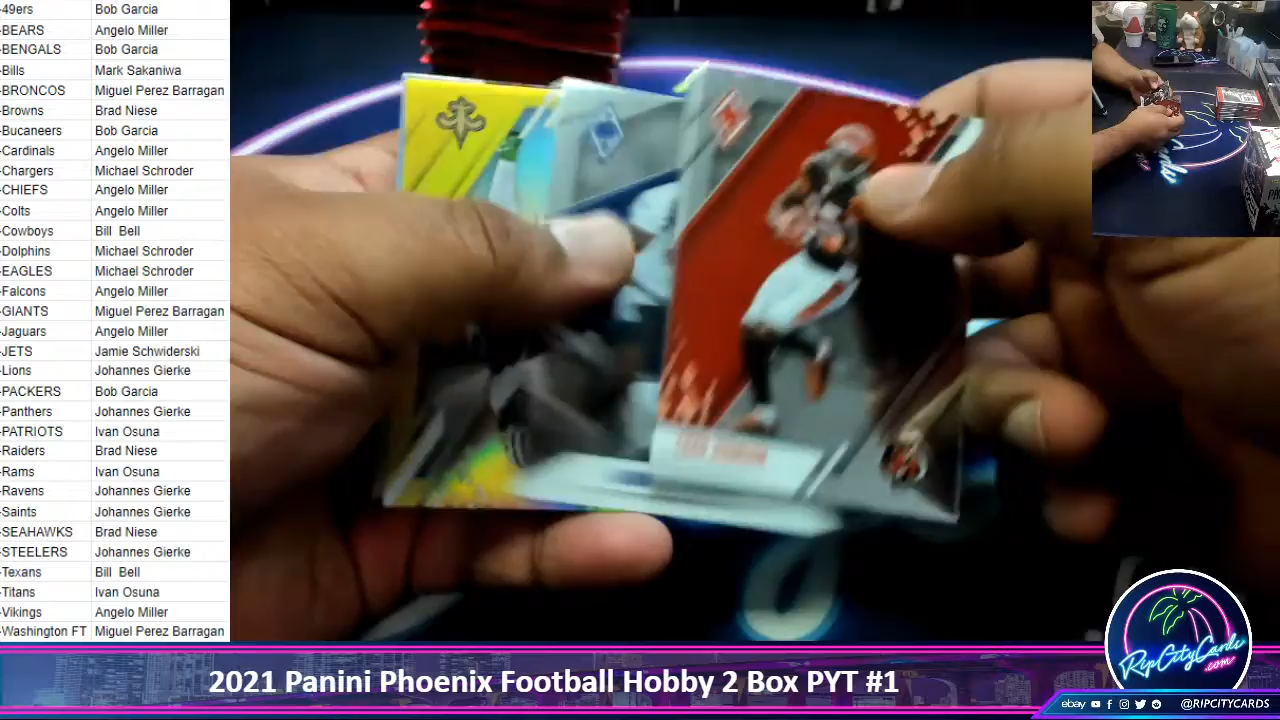 -49ers Bob Garcia
-BEARS Angelo Miller
-BENGALS Bob Garcia
-Bills Mark Sakaniwa
-BRONCOS Miguel Perez Barragan
-Browns Brad Niese
-Bucaneers Bob Garcia
-Cardinals Angelo Miller
-Chargers Michael Schroder
-CHIEFS Angelo Miller
-Colts Angelo Miller
-Cowboys Bill Bell
-Dolphins Michael Schroder
-EAGLES Michael Schroder
-Falcons Angelo Miller
-GIANTS Miguel Perez Barragan
-Jaguars Angelo Miller
-JETS Jamie Schwiderski
-Lions Johannes Gierke
-PACKERS Bob Garcia
-Panthers Johannes Gierke
-PATRIOTS Ivan Osuna
-Raiders Brad Niese
-Rams Ivan Osuna
-Ravens Johannes Gierke
-Saints Johannes Gierke
-SEAHAWKS Brad Niese
-STEELERS Johannes Gierke
-Texans Bill Bell
-Titans Ivan Osuna
-Vikings Angelo Miller
-Washington FT Miguel Perez Barragan
RipCityCards
.com
2021 Panini Phoenix Football Hobby 2 Box PYT #1
ebay @RIPCITYCARDS